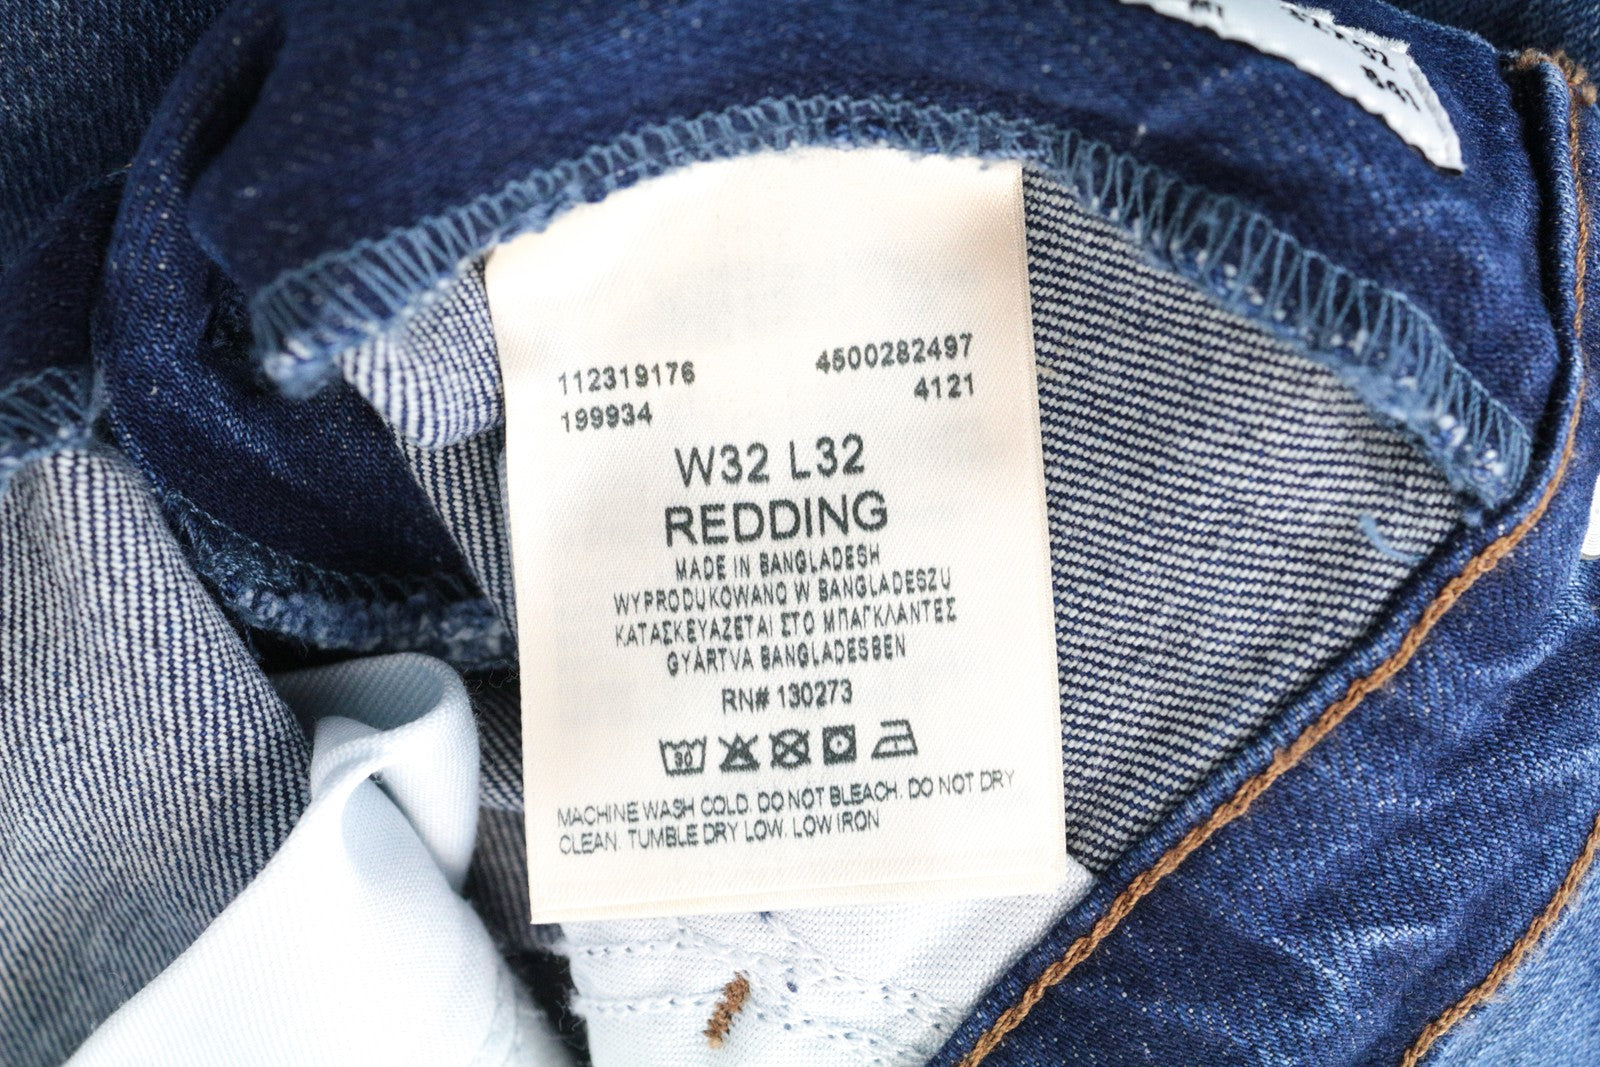 112319176 4500282497
199934 4121
W32 L32
REDDING
MADE IN BANGLADESH
WYPRODUKOWANO W BANGLADESZU
ΚΑΤΑΣΚΕΥΑΖΕΤΑΙ ΣΤΟ ΜΠΑΓΚΛΑΝΤΕΣ
GYÁRTVA BANGLADESBEN
RN# 130273
30
MACHINE WASH COLD. DO NOT BLEACH. DO NOT DRY
CLEAN. TUMBLE DRY LOW. LOW IRON